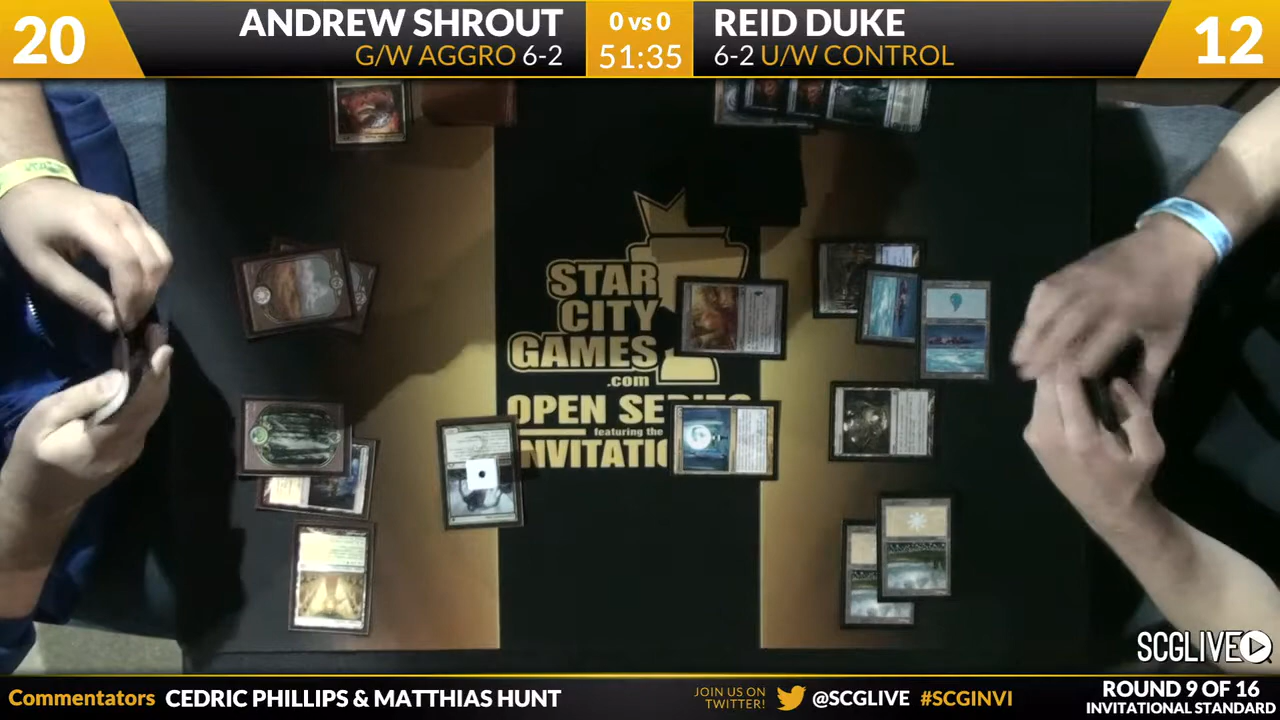 20
ANDREW SHROUT
G/W AGGRO 6-2
0 vs 0
51:35
REID DUKE
6-2 U/W CONTROL
12
STAR
CITY
GAMES
.com
OPEN SERIES
featuring the
INVITATI
SCGLIVE
Commentators CEDRIC PHILLIPS & MATTHIAS HUNT
JOIN US ON
TWITTER!
@SCGLIVE #SCGINVI
ROUND 9 OF 16
INVITATIONAL STANDARD